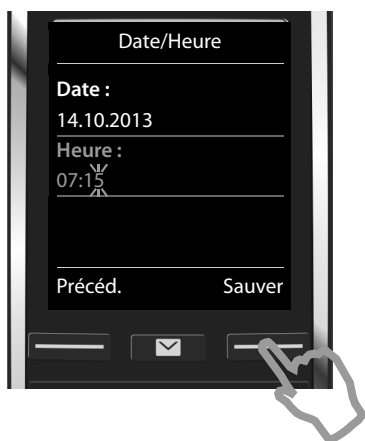 Date/Heure
Date :
14.10.2013
Heure :
07:15
Précéd. Sauver